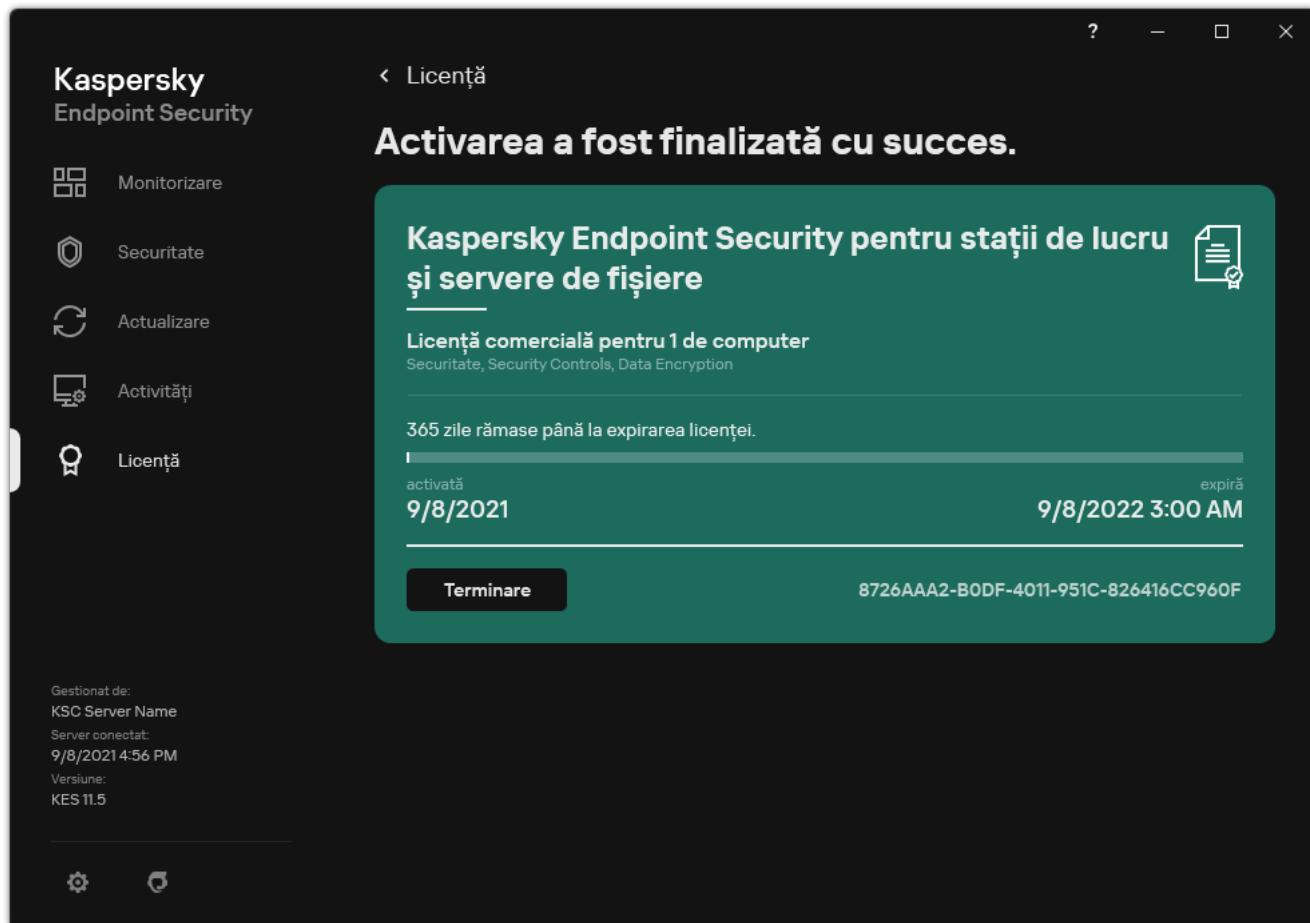 ?
Kaspersky
Endpoint Security
Monitorizare
Securitate
Actualizare
Activități
Licență
Gestionat de:
KSC Server Name
Server conectat:
9/8/2021 4:56 PM
Versiune:
KES 11.5
Licență
Activarea a fost finalizată cu succes.
Kaspersky Endpoint Security pentru stații de lucru
și servere de fișiere
Licență comercială pentru 1 de computer
Securitate, Security Controls, Data Encryption
365 zile rămase până la expirarea licenței.
activată expiră
9/8/2021 9/8/2022 3:00 AM
Terminare 8726AAA2-B0DF-4011-951C-826416CC960F